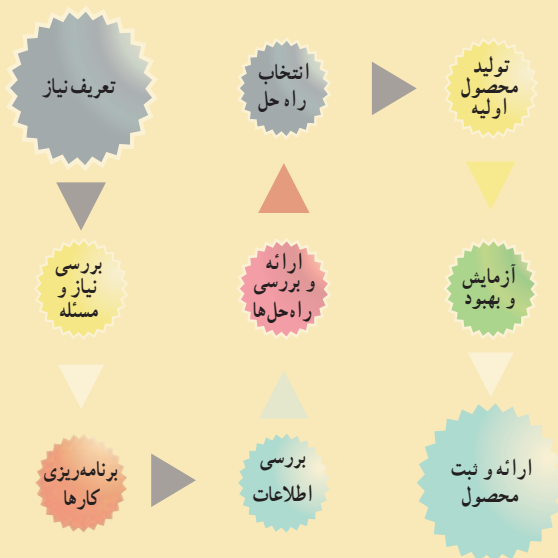 تعریف نیاز
بررسی
نیاز و
مسئله
برنامه‌ریزی
کارها
بررسی
اطلاعات
ارائه
و بررسی
راه‌حل‌ها
انتخاب
راه حل
تولید
محصول
اولیه
آزمایش
و بهبود
ارائه و ثبت
محصول